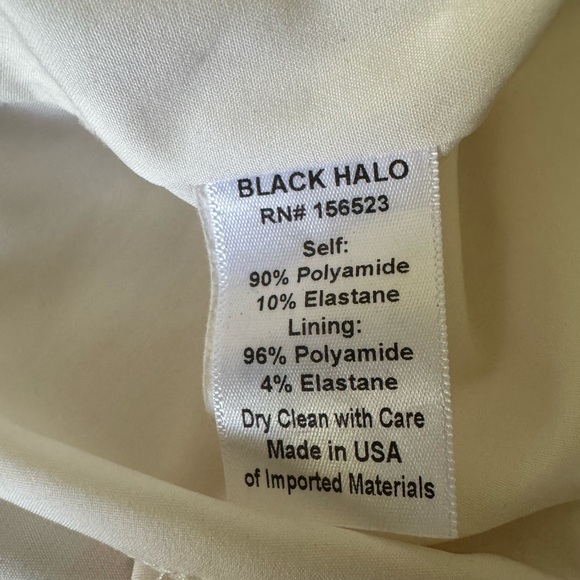 BLACK HALO
RN# 156523
Self:
90% Polyamide
10% Elastane
Lining:
96% Polyamide
4% Elastane
Dry Clean with Care
Made in USA
of Imported Materials